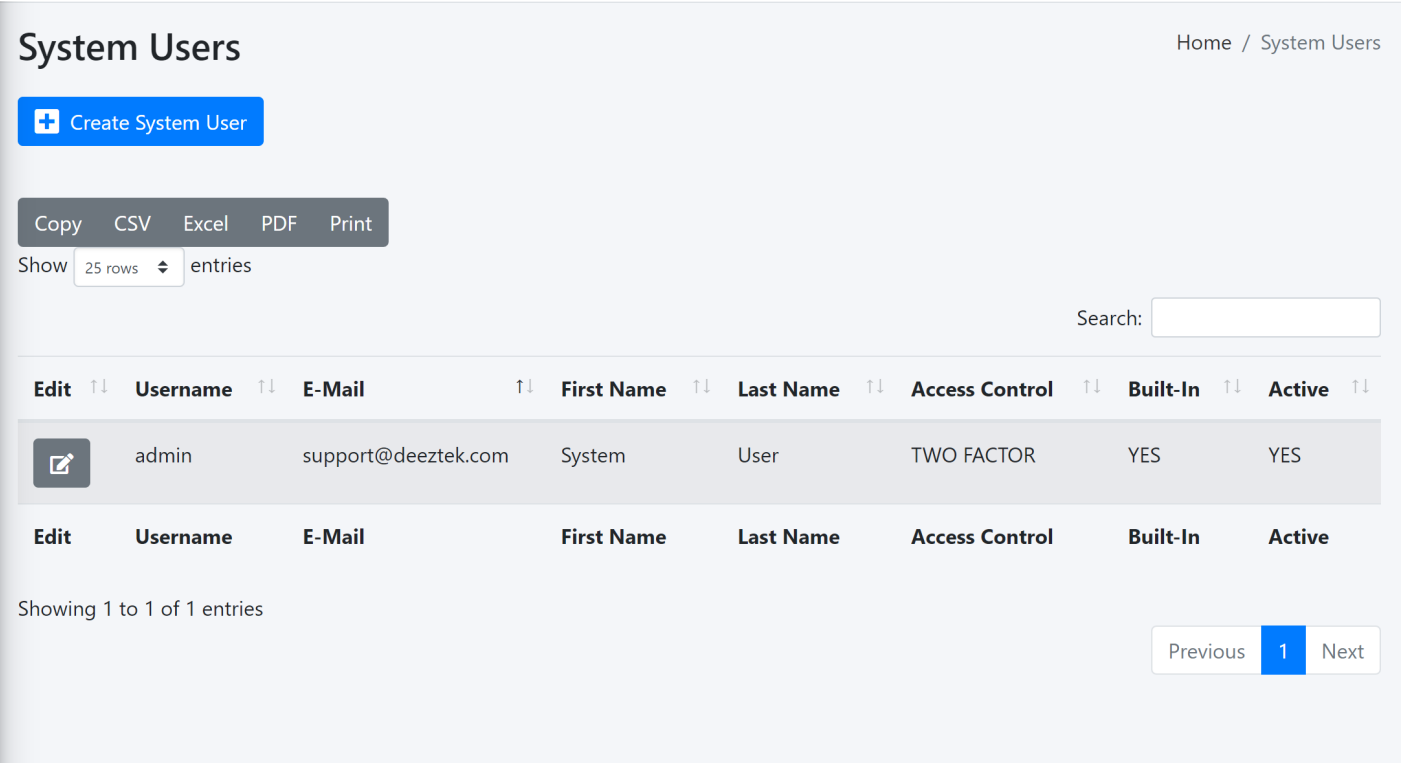 System Users
Home / System Users
Create System User
Copy CSV Excel PDF Print
Show 25 rows entries
Search:
Edit Username E-Mail First Name Last Name Access Control Built-In Active
admin support@deeztek.com System User TWO FACTOR YES YES
Edit Username E-Mail First Name Last Name Access Control Built-In Active
Showing 1 to 1 of 1 entries
Previous 1 Next